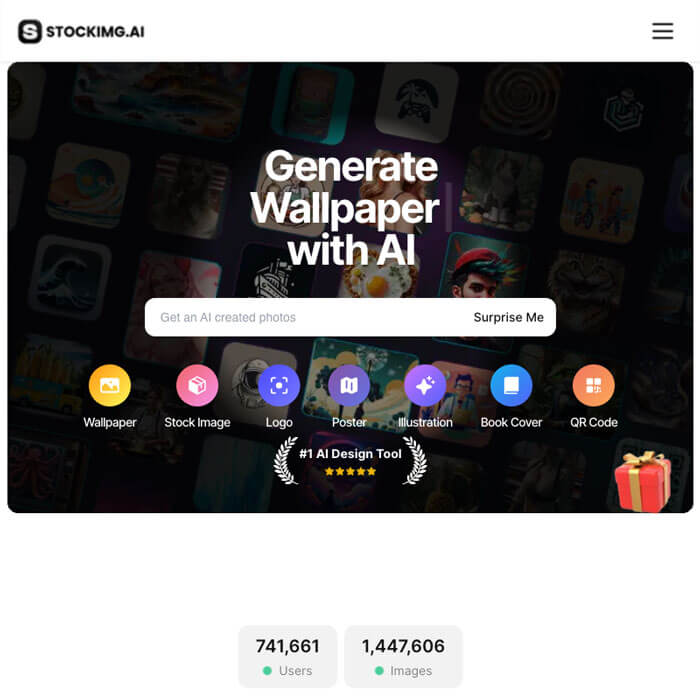 STOCKIMG.AI
Generate
Wallpaper
with AI
Get an AI created photos
Surprise Me
Wallpaper
Stock Image
Logo
Poster
Illustration
Book Cover
QR Code
#1 AI Design Tool
741,661
Users
1,447,606
Images